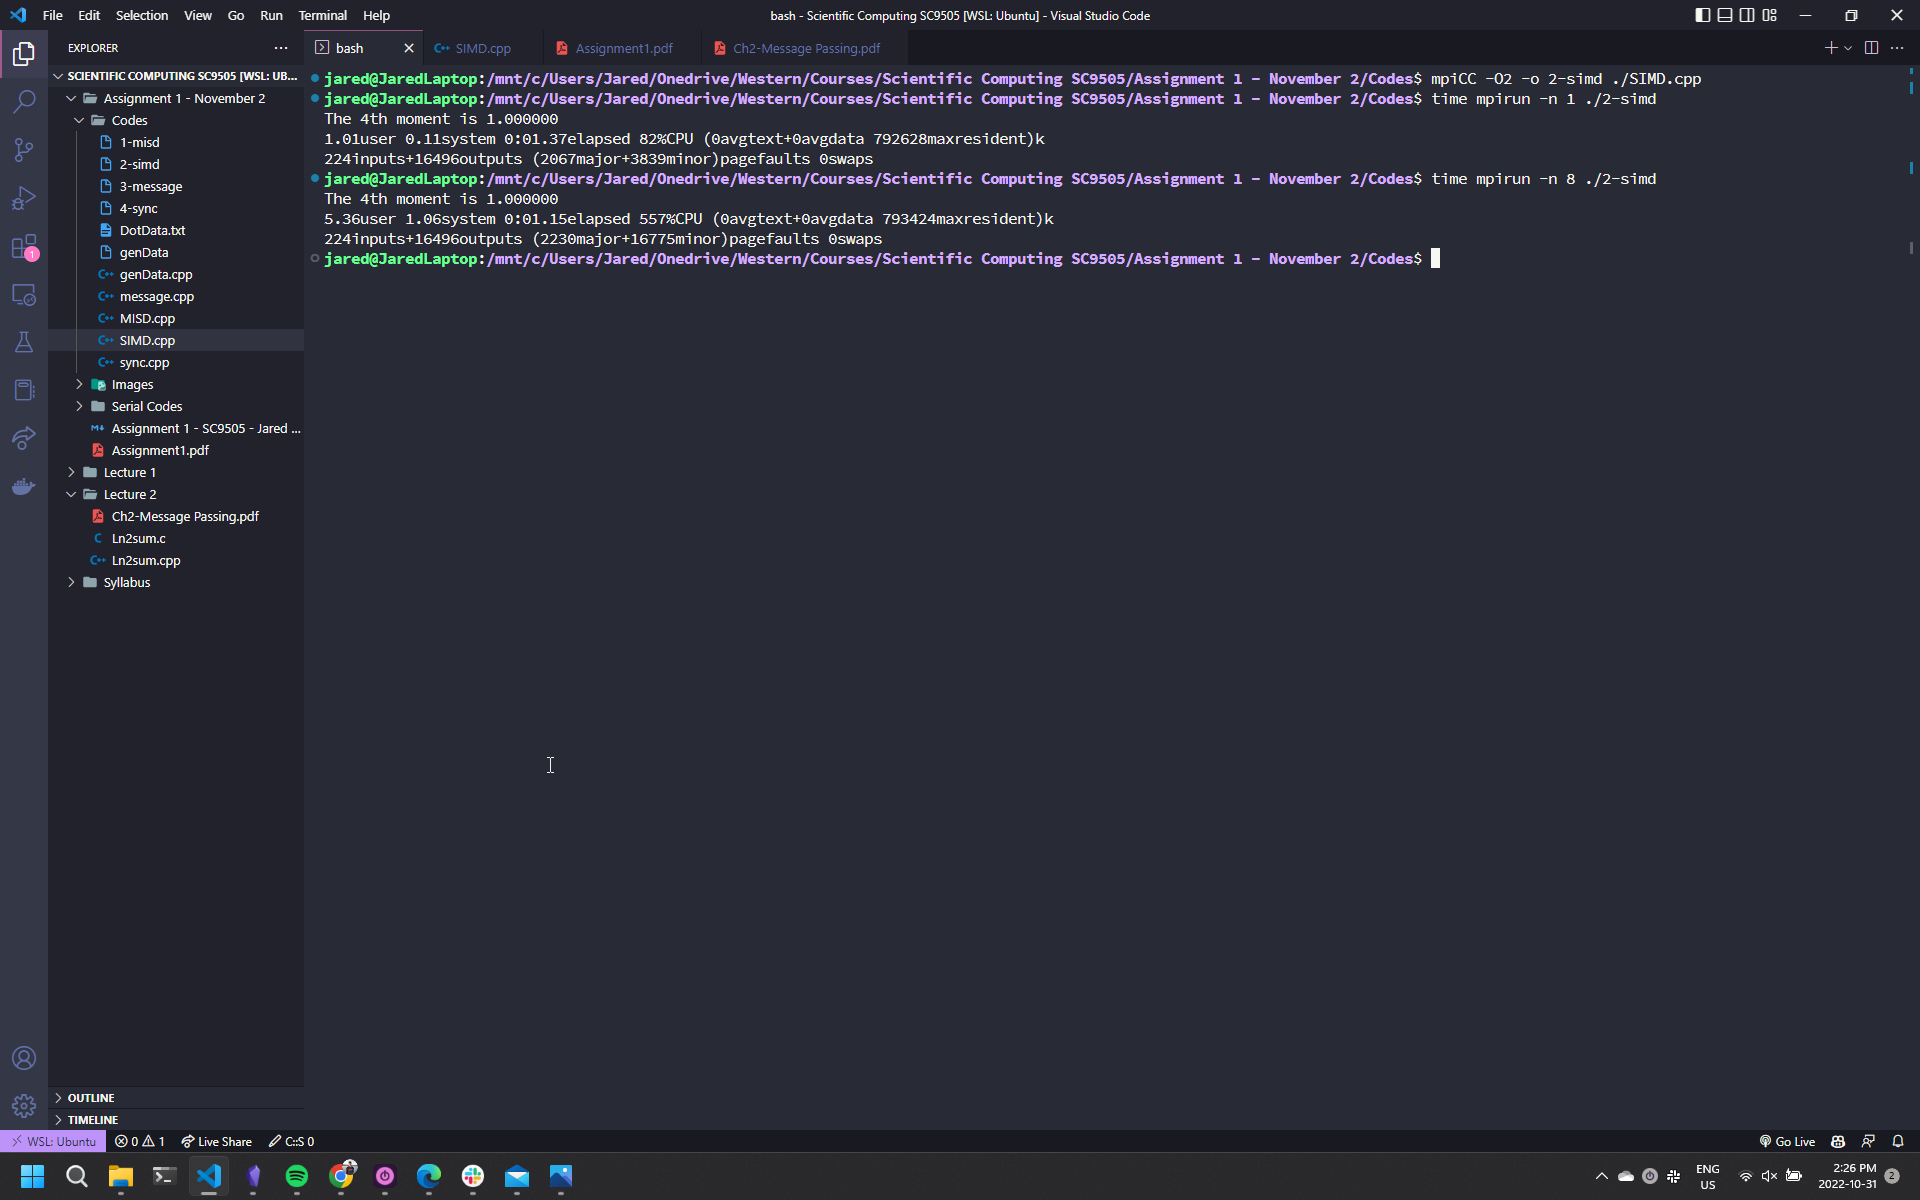 File Edit Selection View Go Run Terminal Help
bash - Scientific Computing SC9505 [WSL: Ubuntu] - Visual Studio Code
EXPLORER
SCIENTIFIC COMPUTING SC9505 [WSL: UB...
Assignment 1 - November 2
Codes
1-misd
2-simd
3-message
4-sync
DotData.txt
genData
genData.cpp
message.cpp
MISD.cpp
SIMD.cpp
sync.cpp
Images
Serial Codes
Assignment 1 - SC9505 - Jared ...
Assignment1.pdf
Lecture 1
Lecture 2
Ch2-Message Passing.pdf
Ln2sum.c
Ln2sum.cpp
Syllabus
OUTLINE
TIMELINE
bash SIMD.cpp Assignment1.pdf Ch2-Message Passing.pdf
jared@JaredLaptop:/mnt/c/Users/Jared/Onedrive/Western/Courses/Scientific Computing SC9505/Assignment 1 - November 2/Codes$ mpiCC -O2 -o 2-simd ./SIMD.cpp
jared@JaredLaptop:/mnt/c/Users/Jared/Onedrive/Western/Courses/Scientific Computing SC9505/Assignment 1 - November 2/Codes$ time mpirun -n 1 ./2-simd
The 4th moment is 1.000000
1.01user 0.11system 0:01.37elapsed 82%CPU (0avgtext+0avgdata 792628maxresident)k
224inputs+16496outputs (2067major+3839minor)pagefaults 0swaps
jared@JaredLaptop:/mnt/c/Users/Jared/Onedrive/Western/Courses/Scientific Computing SC9505/Assignment 1 - November 2/Codes$ time mpirun -n 8 ./2-simd
The 4th moment is 1.000000
5.36user 1.06system 0:01.15elapsed 557%CPU (0avgtext+0avgdata 793424maxresident)k
224inputs+16496outputs (2230major+16775minor)pagefaults 0swaps
jared@JaredLaptop:/mnt/c/Users/Jared/Onedrive/Western/Courses/Scientific Computing SC9505/Assignment 1 - November 2/Codes$
1
WSL: Ubuntu 0 1 Live Share C::S 0 Go Live
ENG
US
2:26 PM
2022-10-31
2